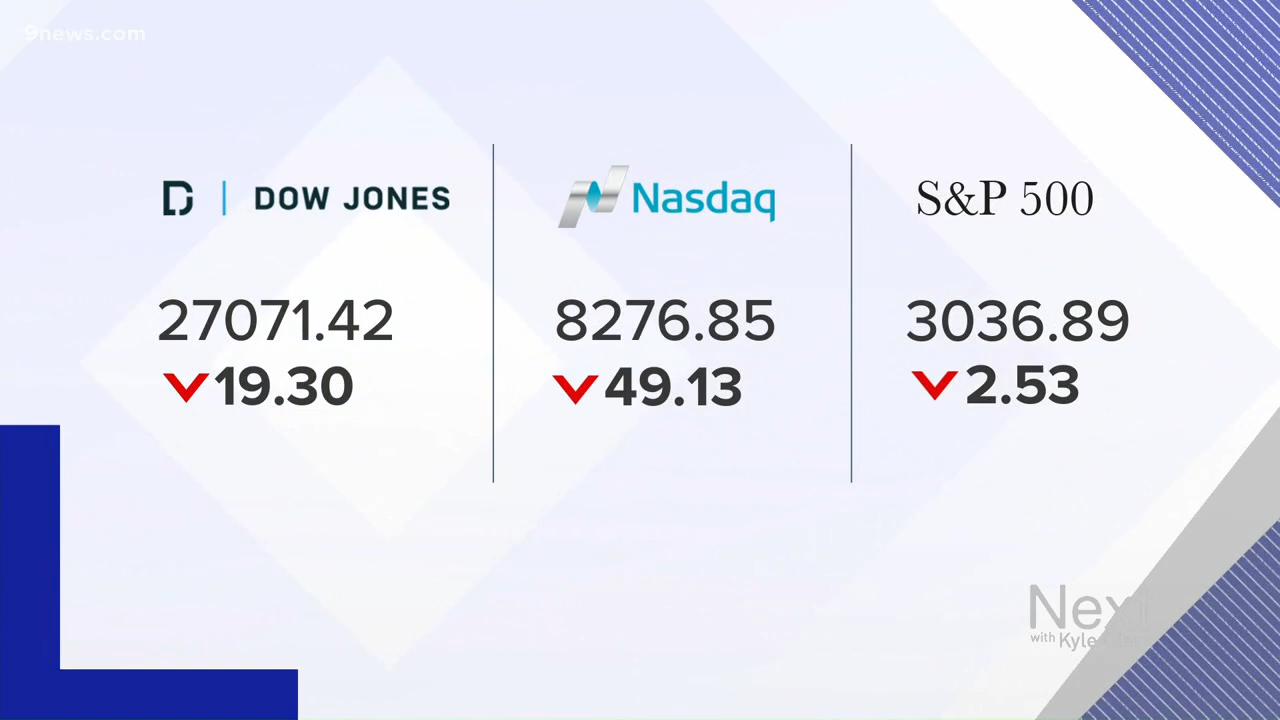 9news.com
DOW JONES
Nasdaq
S&P 500
27071.42
8276.85
3036.89
19.30
49.13
2.53
Next
with Kyle